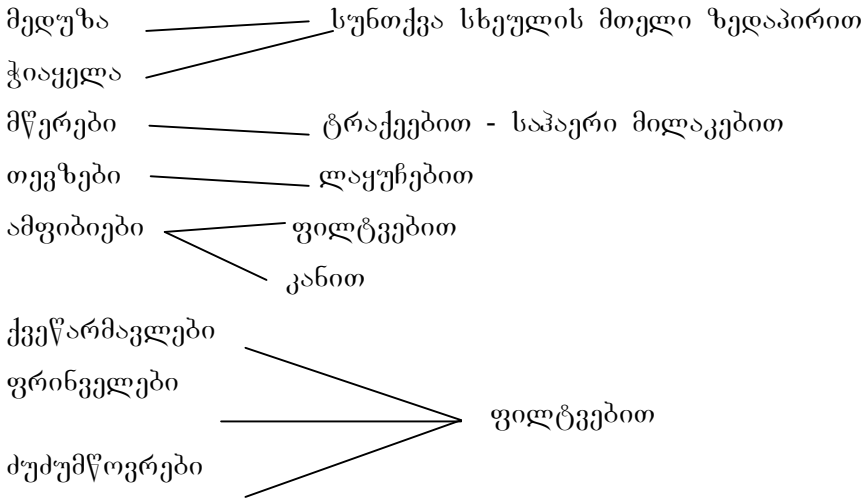 მედუზა სუნთქვა სხეულის მთელი ზედაპირით
ჭიაყელა
მწერები ტრაქეებით - საჰაერი მილაკებით
თევზები ლაყუჩებით
ამფიბიები ფილტვებით
კანით
ქვეწარმავლები
ფრინველები
ფილტვებით
ძუძუმწოვრები